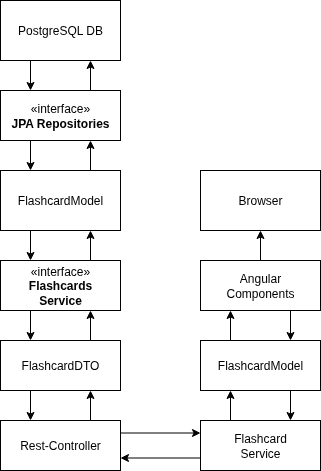 PostgreSQL DB
«interface»
JPA Repositories
FlashcardModel
Browser
«interface»
Flashcards
Service
Angular
Components
FlashcardDTO
FlashcardModel
Rest-Controller
Flashcard
Service